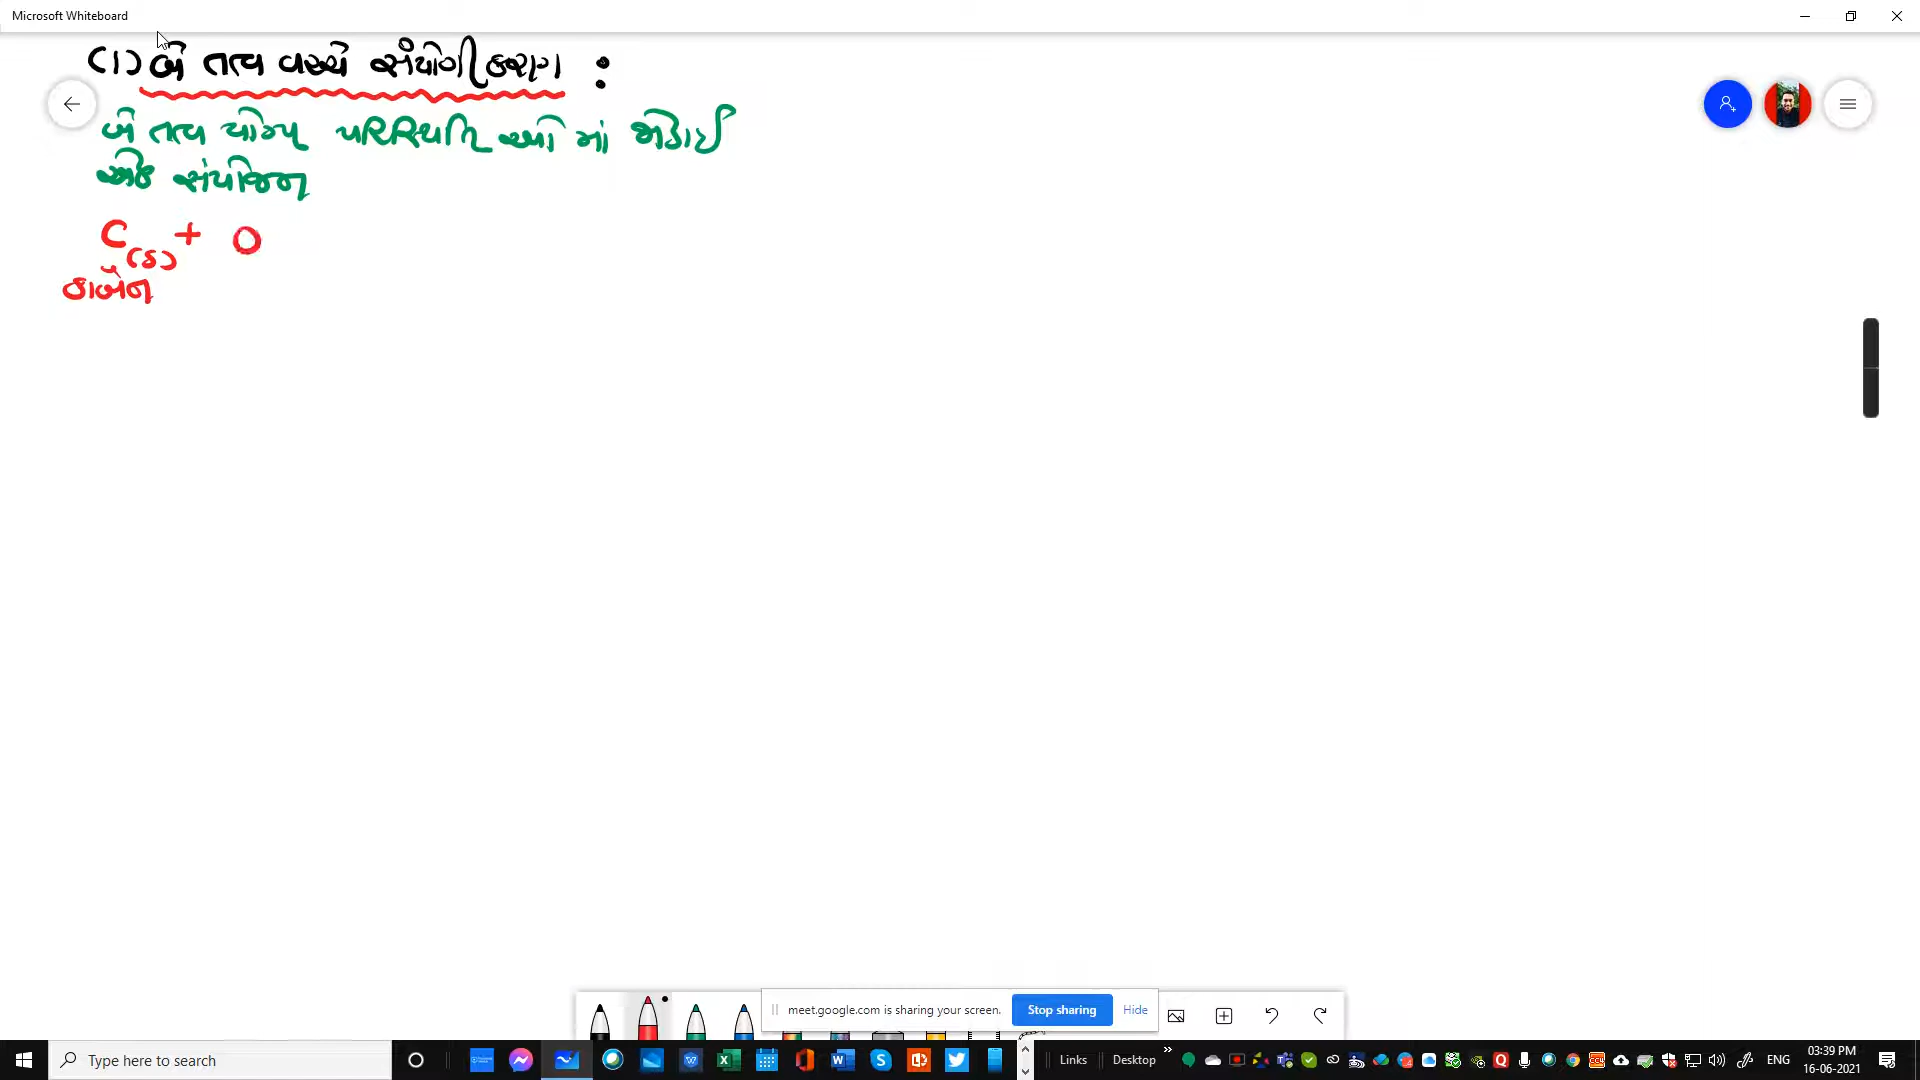 Microsoft Whiteboard
(1) બે તત્વ વચ્ચે સંયોગીકરણ :
બે તત્વ યોગ્ય પરિસ્થતિ ઓ માં જોડાઈ
એક સંયોજન
C(s) + O
કાર્બન
meet.google.com is sharing your screen. Stop sharing Hide
Type here to search Links Desktop ENG 03:39 PM
16-06-2021